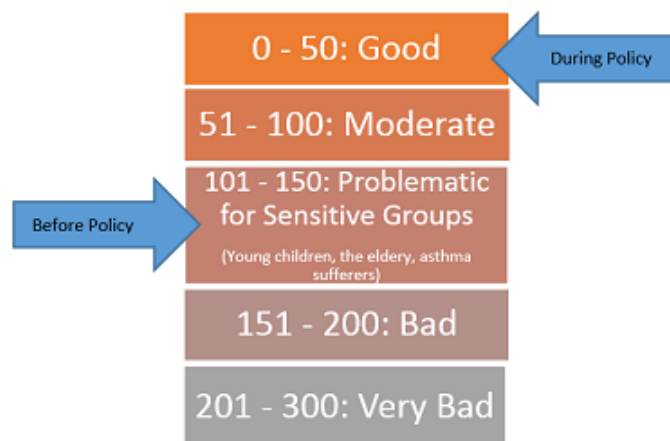 0 - 50: Good
During Policy
51 - 100: Moderate
101 - 150: Problematic
for Sensitive Groups
Before Policy
(Young children, the eldery, asthma
sufferers)
151 - 200: Bad
201 - 300: Very Bad